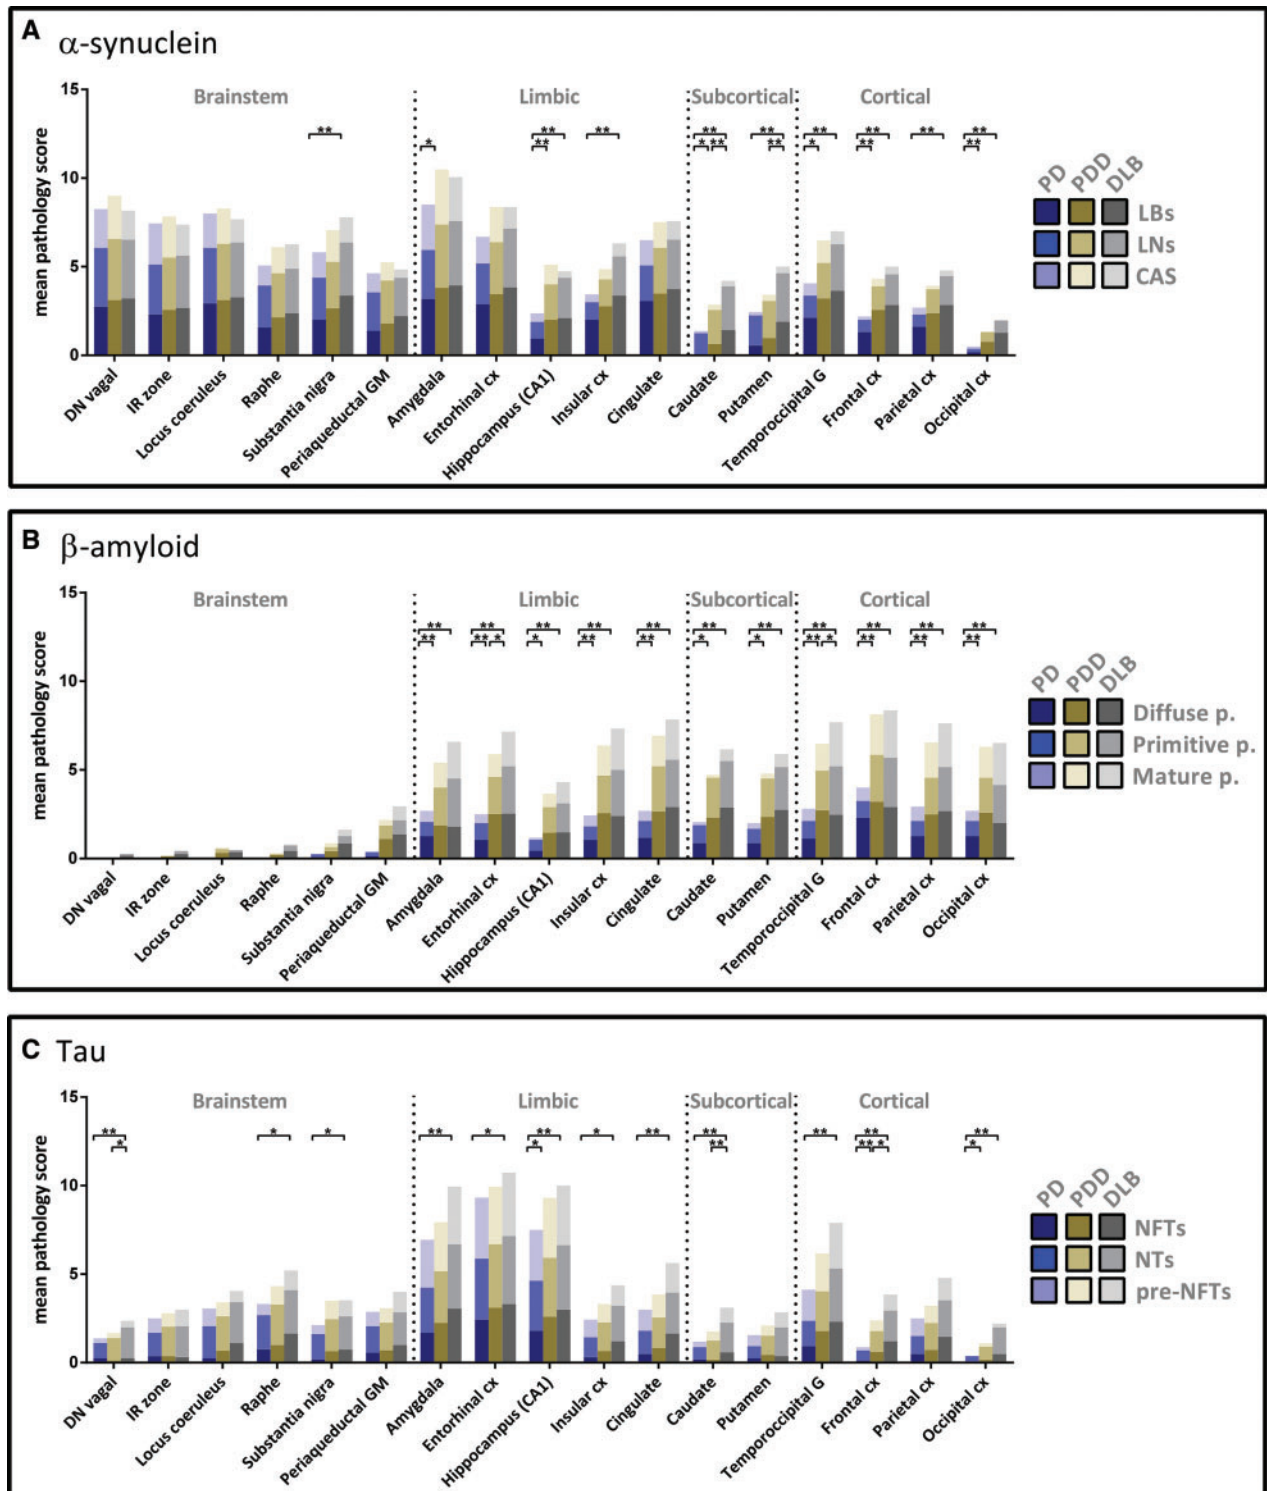 A α-synuclein
15
10
5
0
mean pathology score
Brainstem
Limbic
Subcortical
Cortical
**
*
**
**
**
**
* **
**
**
**
*
**
**
**
**
**
DN vagal
IR zone
Locus coeruleus
Raphe
Substantia nigra
Periaqueductal GM
Amygdala
Entorhinal cx
Hippocampus (CA1)
Insular cx
Cingulate
Caudate
Putamen
Temporoccipital G
Frontal cx
Parietal cx
Occipital cx
PD
PDD
DLB
LBs
LNs
CAS
B β-amyloid
15
10
5
0
mean pathology score
Brainstem
Limbic
Subcortical
Cortical
**
**
**
** *
**
*
**
**
**
**
**
*
**
*
**
** *
**
**
**
**
**
**
DN vagal
IR zone
Locus coeruleus
Raphe
Substantia nigra
Periaqueductal GM
Amygdala
Entorhinal cx
Hippocampus (CA1)
Insular cx
Cingulate
Caudate
Putamen
Temporoccipital G
Frontal cx
Parietal cx
Occipital cx
PD
PDD
DLB
Diffuse p.
Primitive p.
Mature p.
C Tau
15
10
5
0
mean pathology score
Brainstem
Limbic
Subcortical
Cortical
**
*
*
*
**
*
**
*
*
**
**
**
**
**
** *
**
*
DN vagal
IR zone
Locus coeruleus
Raphe
Substantia nigra
Periaqueductal GM
Amygdala
Entorhinal cx
Hippocampus (CA1)
Insular cx
Cingulate
Caudate
Putamen
Temporoccipital G
Frontal cx
Parietal cx
Occipital cx
PD
PDD
DLB
NFTs
NTs
pre-NFTs